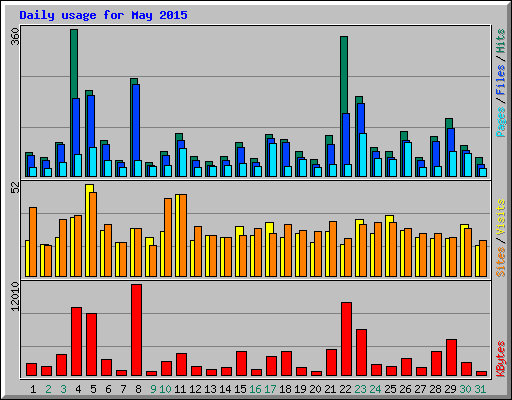 Daily usage for May 2015
360
Pages / Files / Hits
52
Sites / Visits
12010
KBytes
1 2 3 4 5 6 7 8 9 10 11 12 13 14 15 16 17 18 19 20 21 22 23 24 25 26 27 28 29 30 31